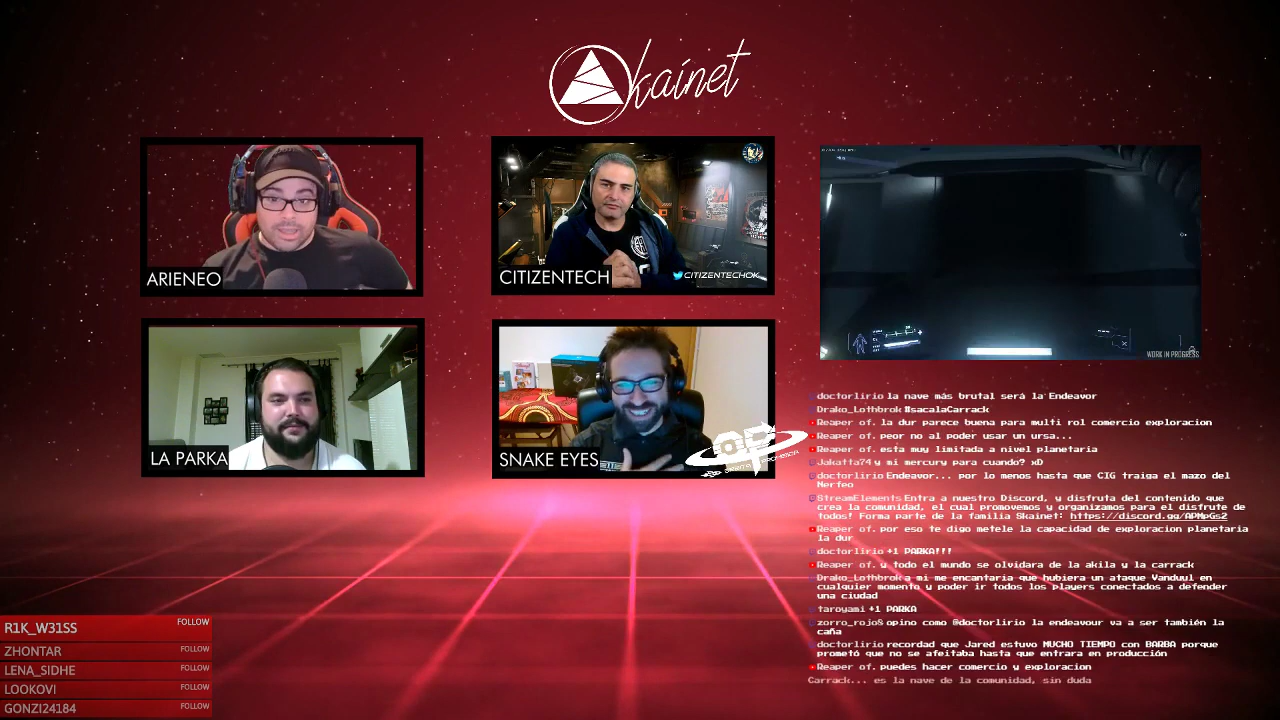 kainet
ARIENEO
CITIZENTECH
CITIZENTECHOK
LA PARKA
SNAKE EYES
WORK IN PROGRESS
doctorlirio la nave más brutal será la Endeavor
Drako_Lothbrok #sacalaCarrack
Reaper of. la dur parece buena para multi rol comercio exploracion
Reaper of. peor no al poder usar un ursa...
Reaper of. esta muy limitada a nivel planetaria
Jakatta74 y mi mercury para cuando? xD
doctorlirio Endeavor... por lo menos hasta que CIG traiga el mazo del
Nerfeo
StreamElements Entra a nuestro Discord, y disfruta del contenido que
crea la comunidad, el cual promovemos y organizamos para el disfrute de
todos! Forma parte de la familia Skainet: https://discord.gg/APMpGs2
Reaper of. por eso te digo metele la capacidad de exploracion planetaria
la dur
doctorlirio +1 PARKA!!!
Reaper of. y todo el mundo se olvidara de la akila y la carrack
Drako_Lothbrok a mi me encantaria que hubiera un ataque Vanduul en
cualquier momento y poder ir todos los players conectados a defender
una ciudad
taroyami +1 PARKA
zorro_rojo8 opino como @doctorlirio la endeavour va a ser también la
caña
doctorlirio recordad que Jared estuvo MUCHO TIEMPO con BARBA porque
prometó que no se afeitaba hasta que entrara en producción
Reaper of. puedes hacer comercio y exploracion
Carrack... es la nave de la comunidad, sin duda
R1K_W31SS FOLLOW
ZHONTAR FOLLOW
LENA_SIDHE FOLLOW
LOOKOVI FOLLOW
GONZI24184 FOLLOW